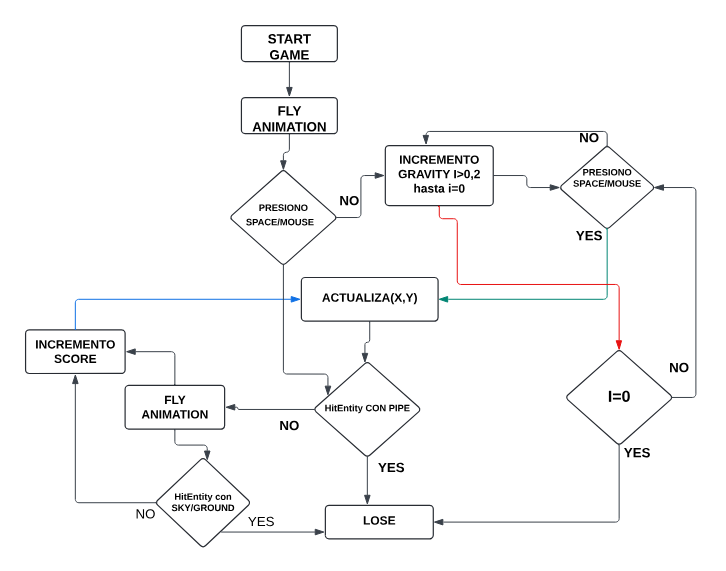 START
GAME
FLY
ANIMATION
PRESIONO
SPACE/MOUSE
NO
INCREMENTO
GRAVITY I>0,2
hasta i=0
NO
PRESIONO
SPACE/MOUSE
YES
ACTUALIZA(X,Y)
INCREMENTO
SCORE
FLY
ANIMATION
NO
HitEntity CON PIPE
YES
I=0
NO
YES
HitEntity con
SKY/GROUND
NO
YES
LOSE